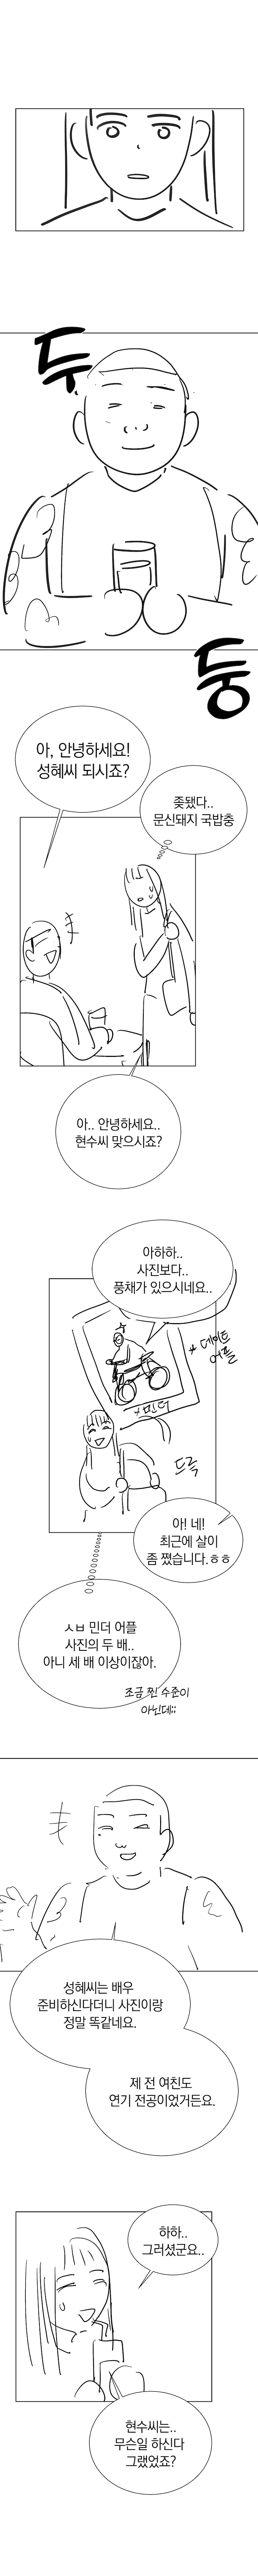 두
둥
아, 안녕하세요!
성혜씨 되시죠?
좆됐다..
문신돼지 국밥충
아.. 안녕하세요..
현수씨 맞으시죠?
아하하..
사진보다..
풍채가 있으시네요..
* 데이트
어플
*민더
드륵
아! 네!
최근에 살이
좀 쪘습니다.ㅎㅎ
ㅅㅂ 민더 어플
사진의 두 배..
아니 세 배 이상이잖아.
조금 찐 수준이
아닌데;;
성혜씨는 배우
준비하신다더니 사진이랑
정말 똑같네요.
제 전 여친도
연기 전공이었거든요.
하하..
그러셨군요..
현수씨는..
무슨일 하신다
그랬었죠?